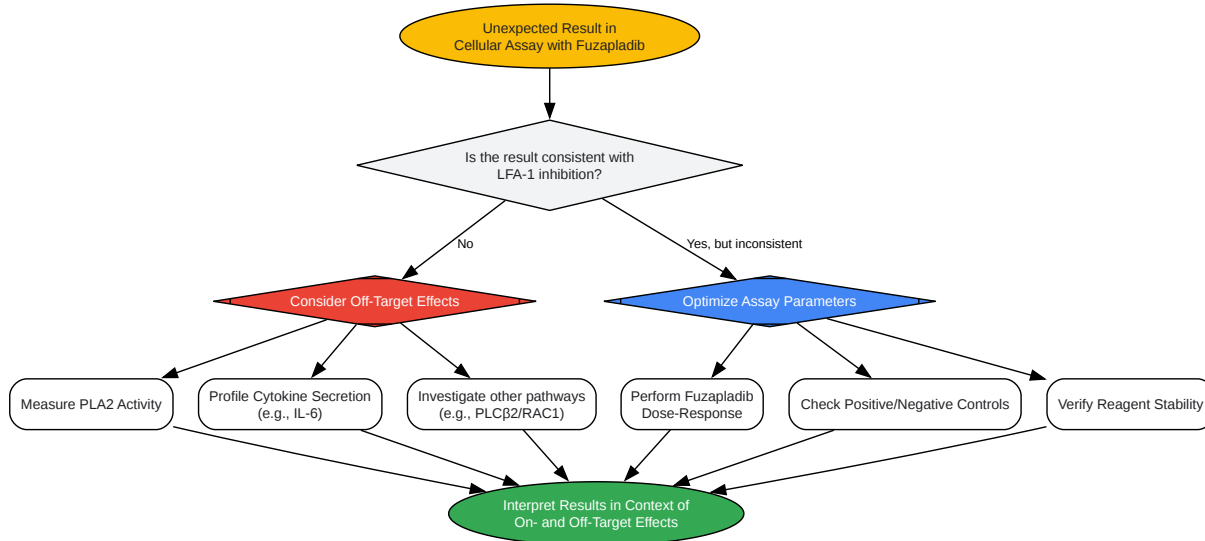 Unexpected Result in
Cellular Assay with Fuzapladib
Is the result consistent with
LFA-1 inhibition?
No
Yes, but inconsistent
Consider Off-Target Effects
Optimize Assay Parameters
Measure PLA2 Activity
Profile Cytokine Secretion
(e.g., IL-6)
Investigate other pathways
(e.g., PLCβ2/RAC1)
Perform Fuzapladib
Dose-Response
Check Positive/Negative Controls
Verify Reagent Stability
Interpret Results in Context of
On- and Off-Target Effects